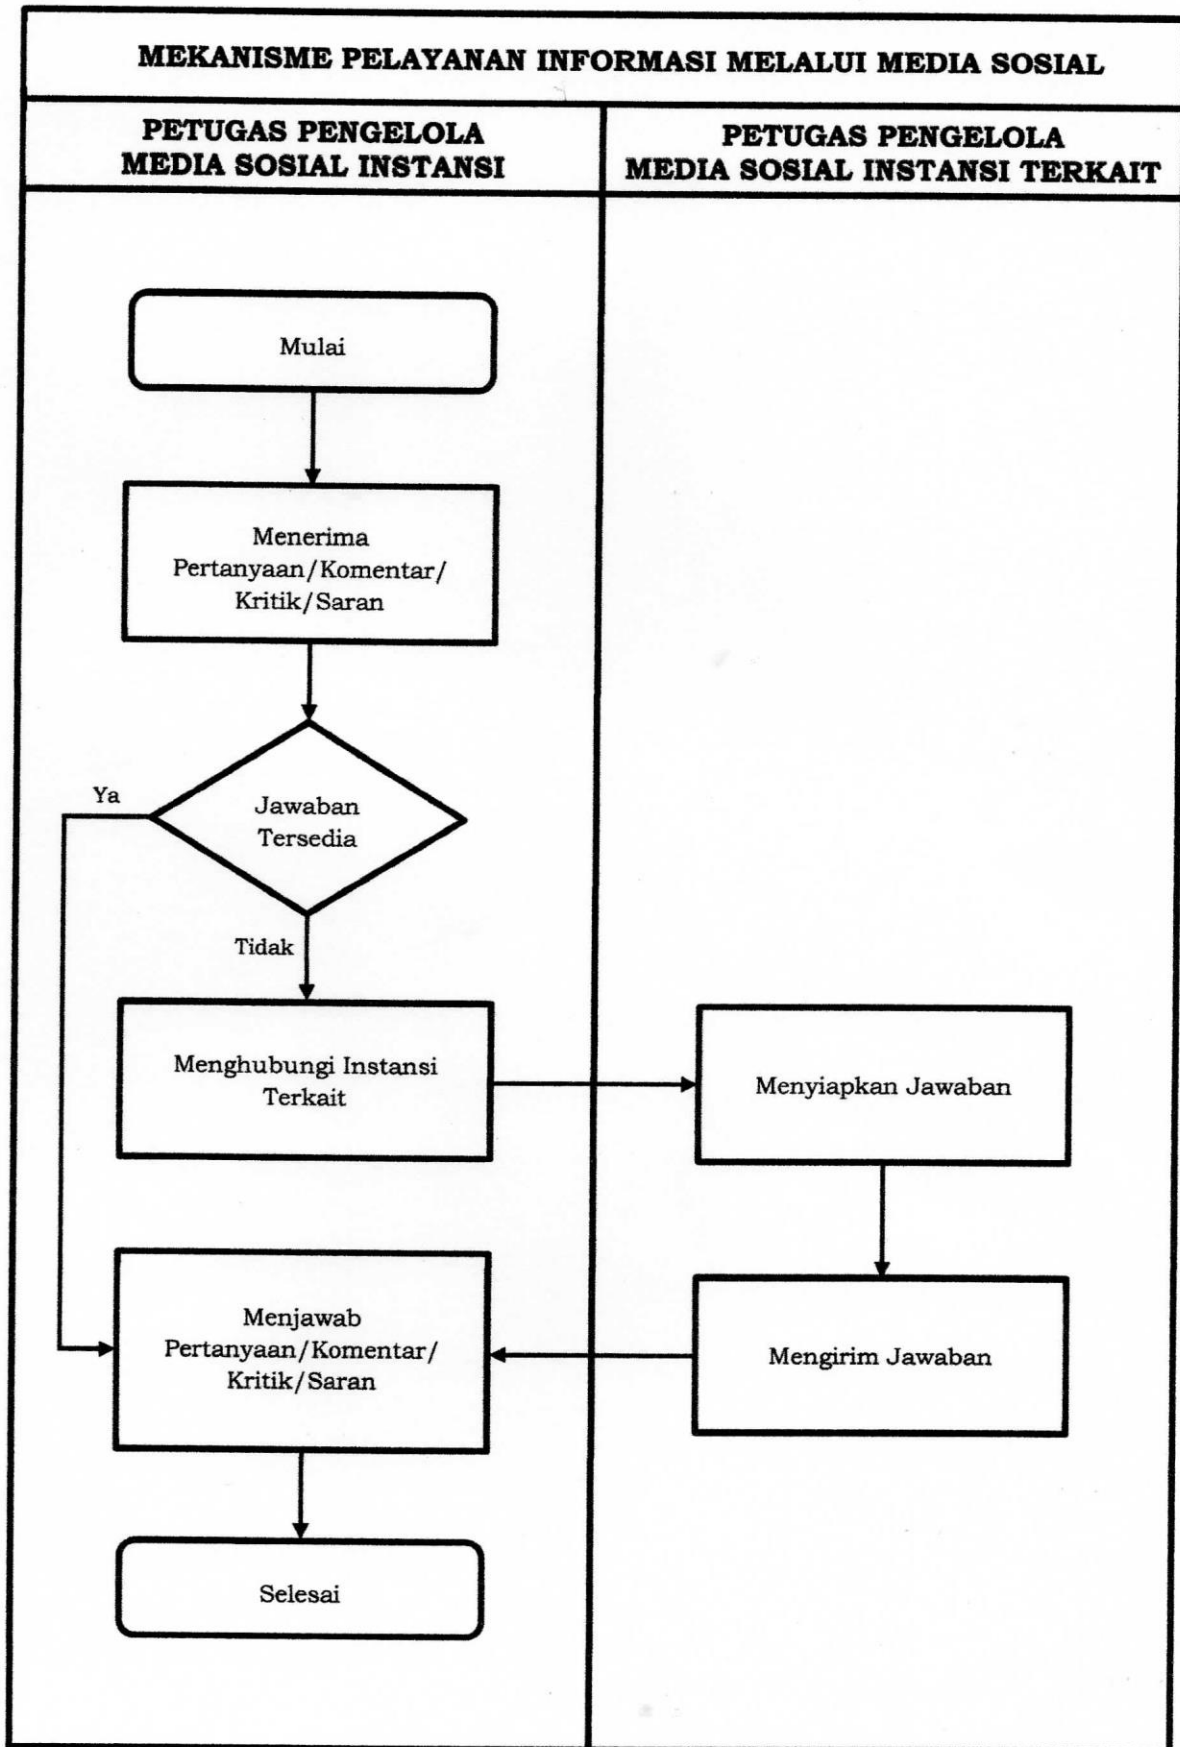 MEKANISME PELAYANAN INFORMASI MELALUI MEDIA SOSIAL
PETUGAS PENGELOLA
MEDIA SOSIAL INSTANSI
PETUGAS PENGELOLA
MEDIA SOSIAL INSTANSI TERKAIT
Mulai
Menerima
Pertanyaan/Komentar/
Kritik/Saran
Ya
Jawaban
Tersedia
Tidak
Menghubungi Instansi
Terkait
Menyiapkan Jawaban
Menjawab
Pertanyaan/Komentar/
Kritik/Saran
Mengirim Jawaban
Selesai